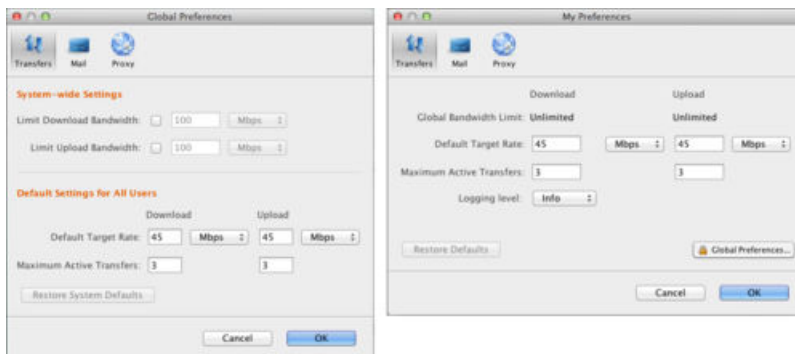 Global Preferences
Transfers Mail Proxy
System-wide Settings
Limit Download Bandwidth: 100 Mbps
Limit Upload Bandwidth: 100 Mbps
Default Settings for All Users
Download Upload
Default Target Rate: 45 Mbps 45 Mbps
Maximum Active Transfers: 3 3
Restore System Defaults
Cancel OK
My Preferences
Transfers Mail Proxy
Download Upload
Global Bandwidth Limit: Unlimited Unlimited
Default Target Rate: 45 Mbps 45 Mbps
Maximum Active Transfers: 3 3
Logging level: Info
Restore Defaults Global Preferences...
Cancel OK